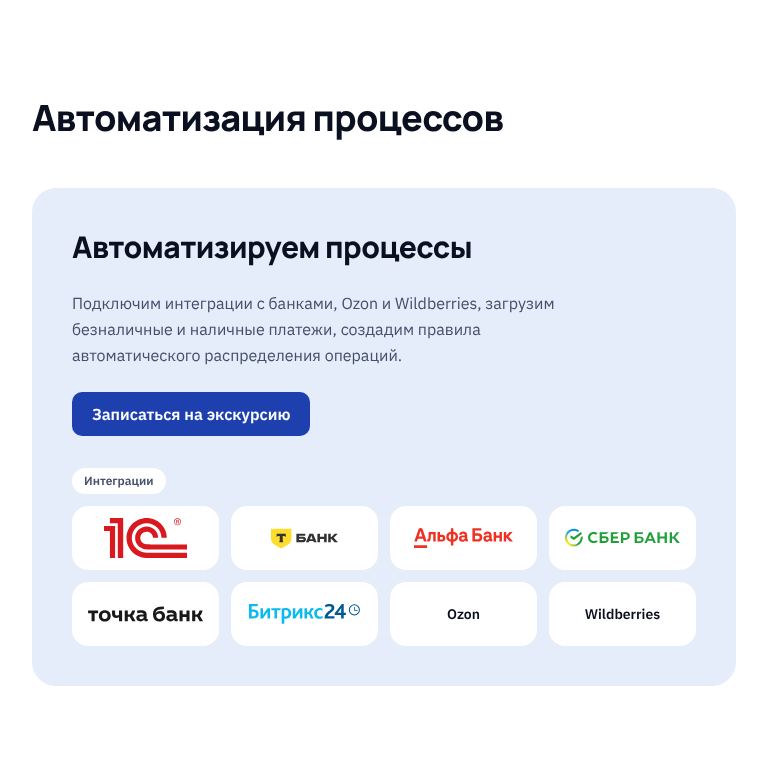 Автоматизация процессов
Автоматизируем процессы
Подключим интеграции с банками, Ozon и Wildberries, загрузим
безналичные и наличные платежи, создадим правила
автоматического распределения операций.
Записаться на экскурсию
Интеграции
1С ®
Т БАНК
Альфа Банк
СБЕР БАНК
точка банк
Битрикс24
Ozon
Wildberries